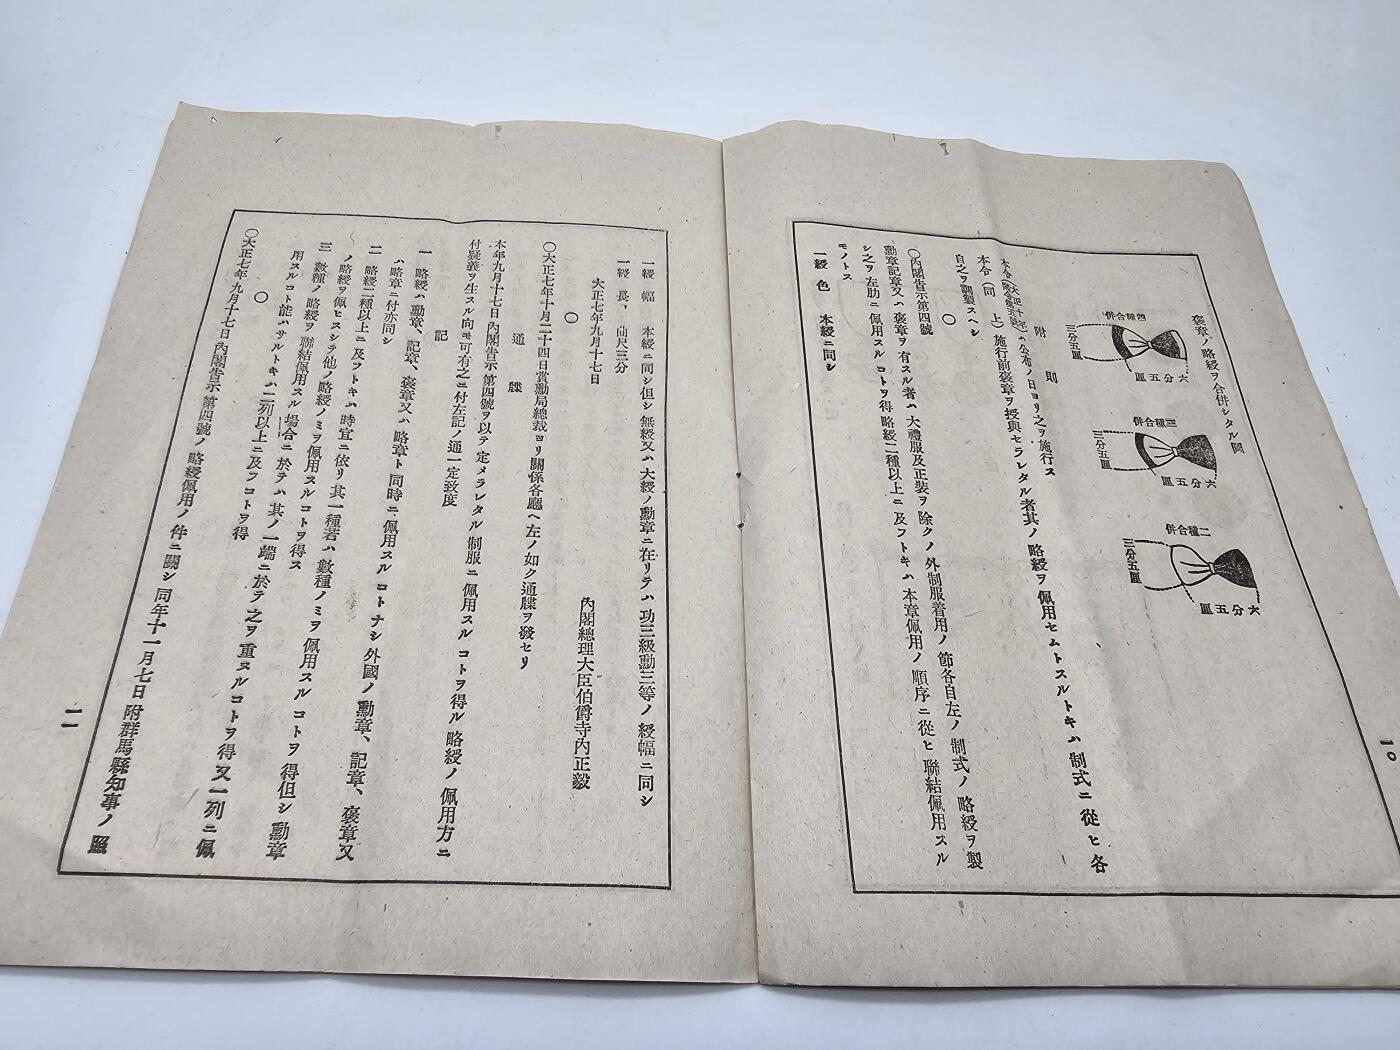 褒章ノ略綬ヲ合併シタル圖
四種合併
三分五厘
六分五厘
三種合併
三分五厘
六分五厘
二種合併
三分五厘
六分五厘
附則
本令ハ公布ノ日ヨリ之ヲ施行ス
本令(同上)施行前褒章ヲ授與セラレタル者其ノ略綬ヲ佩用セムトスルトキハ制式ニ從ヒ各
自之ヲ調製スヘシ
〇
〇內閣吿示第四號
勳章記章又ハ褒章ヲ有スル者ハ大禮服及正裝ヲ除クノ外制服着用ノ節各自左ノ制式ノ略綬ヲ製
シ之ヲ左肋ニ佩用スルコトヲ得略綬二種以上ニ及フトキハ本章佩用ノ順序ニ從ヒ聯結佩用スル
モノトス
一綬色 本綬ニ同シ
一〇
一綬幅 本綬ニ同シ但シ無綬又ハ大綬ノ勳章ニ在リテハ功三級勳三等ノ綬幅ニ同シ
一綬長、曲尺三分
大正七年九月十七日
內閣總理大臣伯爵寺內正毅
〇
〇大正七年十月二十四日賞勳局總裁ヨリ關係各廳ヘ左ノ如ク通牒ヲ發セリ
通牒
本年九月十七日內閣吿示第四號ヲ以テ定メラレタル制服ニ佩用スルコトヲ得ル略綬ノ佩用方ニ
付疑義ヲ生スル向モ可有之ニ付左記ノ通一定致度
記
一 略綬ハ勳章、記章、褒章又ハ略章ト同時ニ佩用スルコトナシ外國ノ勳章、記章、褒章又
ハ略章ニ付亦同シ
二 略綬二種以上ニ及フトキハ時宜ニ依リ其一種若ハ數種ノミヲ佩用スルコトヲ得但シ勳章
ノ略綬ヲ佩ヒスシテ他ノ略綬ノミヲ佩用スルコトヲ得ス
三 數種ノ略綬ヲ聯結佩用スル場合ニ於テハ其ノ一端ニ於テ之ヲ重ヌルコトヲ得又一列ニ佩
用スルコト能ハサルトキハ二列以上ニ及フコトヲ得
〇
〇大正七年九月十七日內閣吿示第四號ノ略綬佩用ノ件ニ關シ同年十一月七日附群馬縣知事ノ照
一一